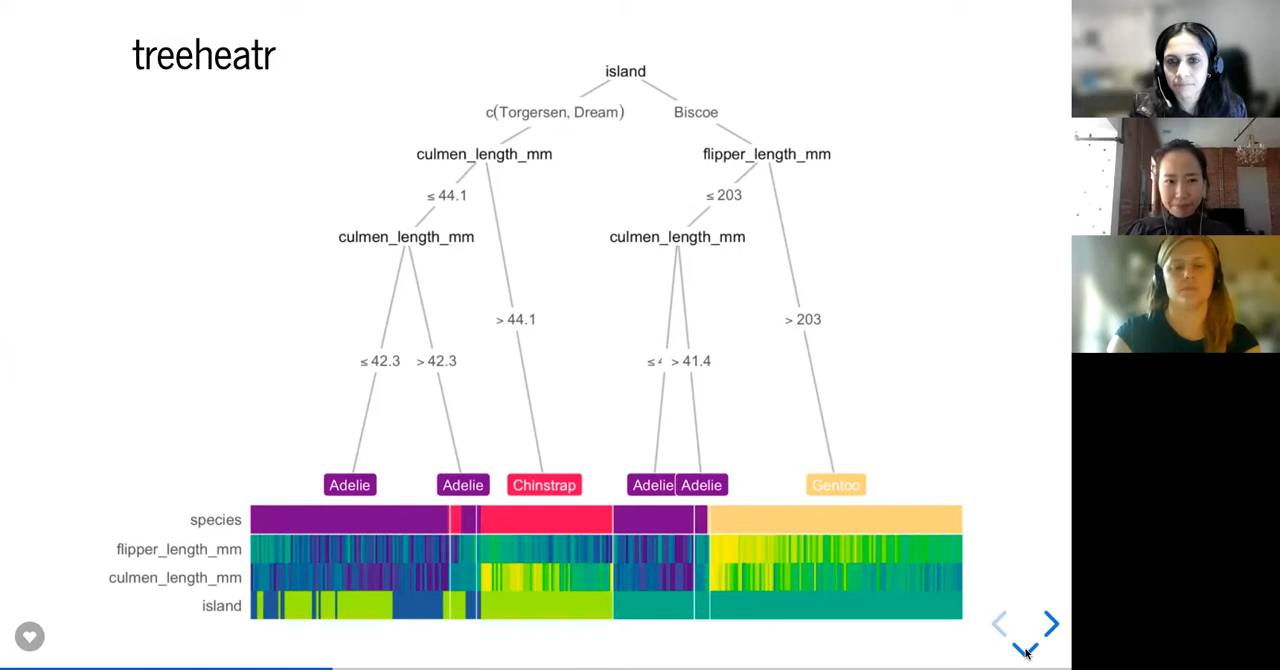 treeheatr
island
c(Torgersen, Dream)
Biscoe
culmen_length_mm
flipper_length_mm
≤ 44.1
≤ 203
culmen_length_mm
culmen_length_mm
> 44.1
> 203
≤ 42.3
> 42.3
> 41.4
Adelie
Adelie
Chinstrap
Adelie
Adelie
Gentoo
species
flipper_length_mm
culmen_length_mm
island